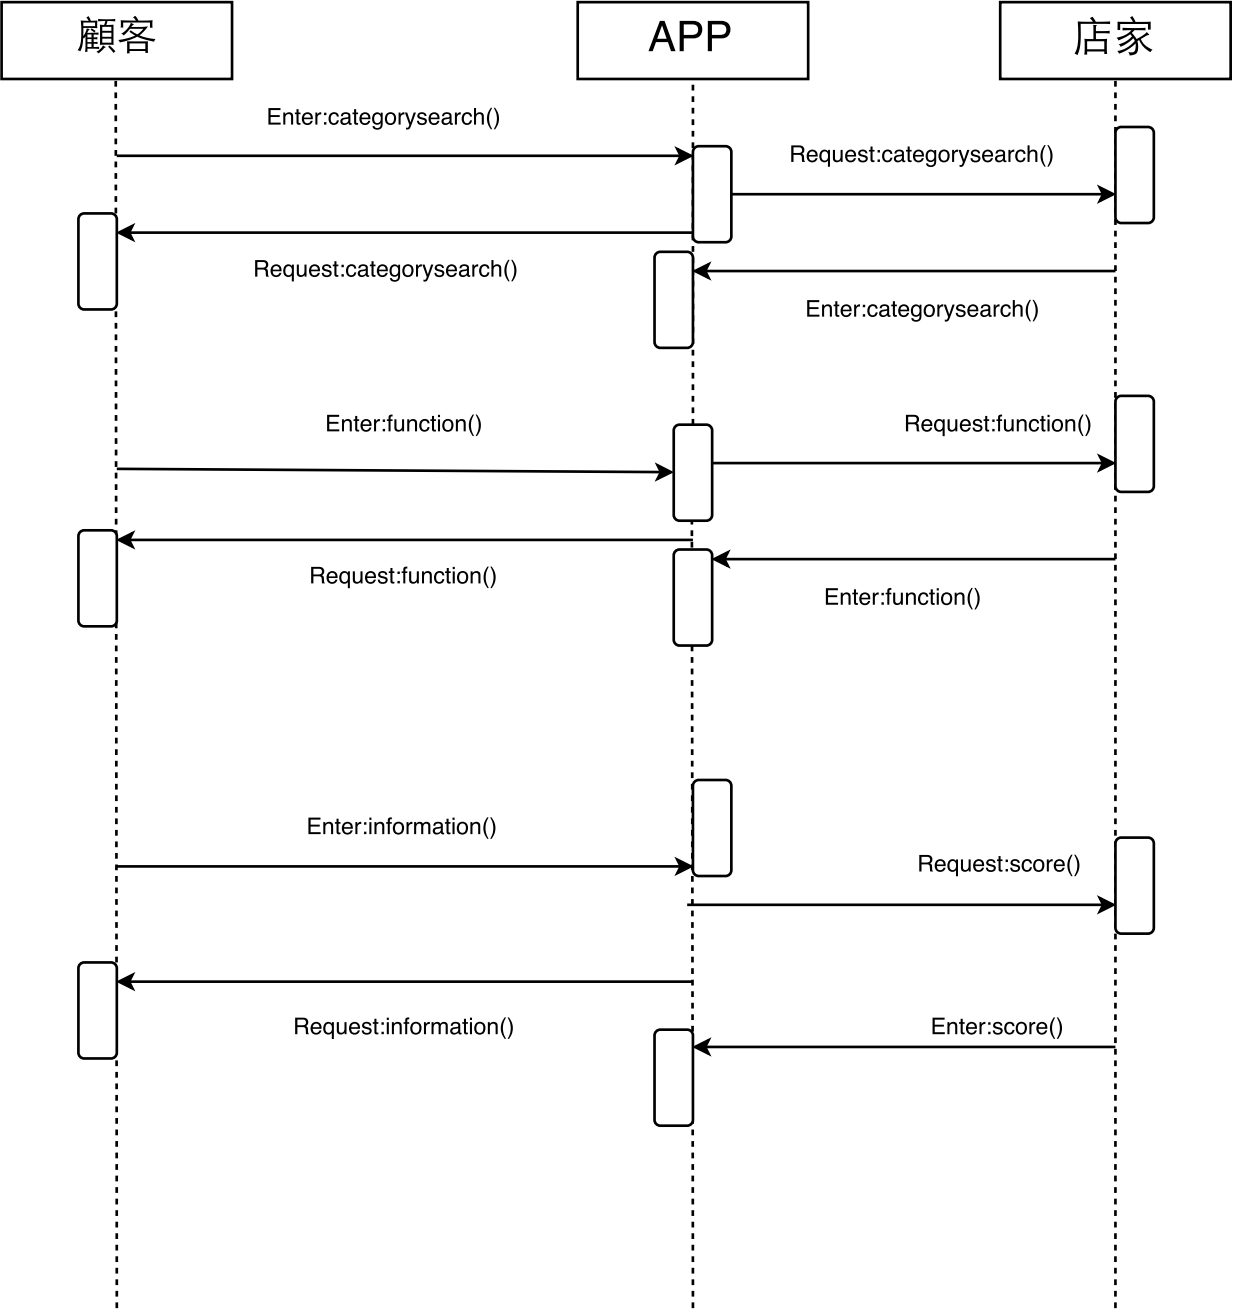 顧客
APP
店家
Enter:categorysearch()
Request:categorysearch()
Request:categorysearch()
Enter:categorysearch()
Enter:function()
Request:function()
Request:function()
Enter:function()
Enter:information()
Request:score()
Request:information()
Enter:score()